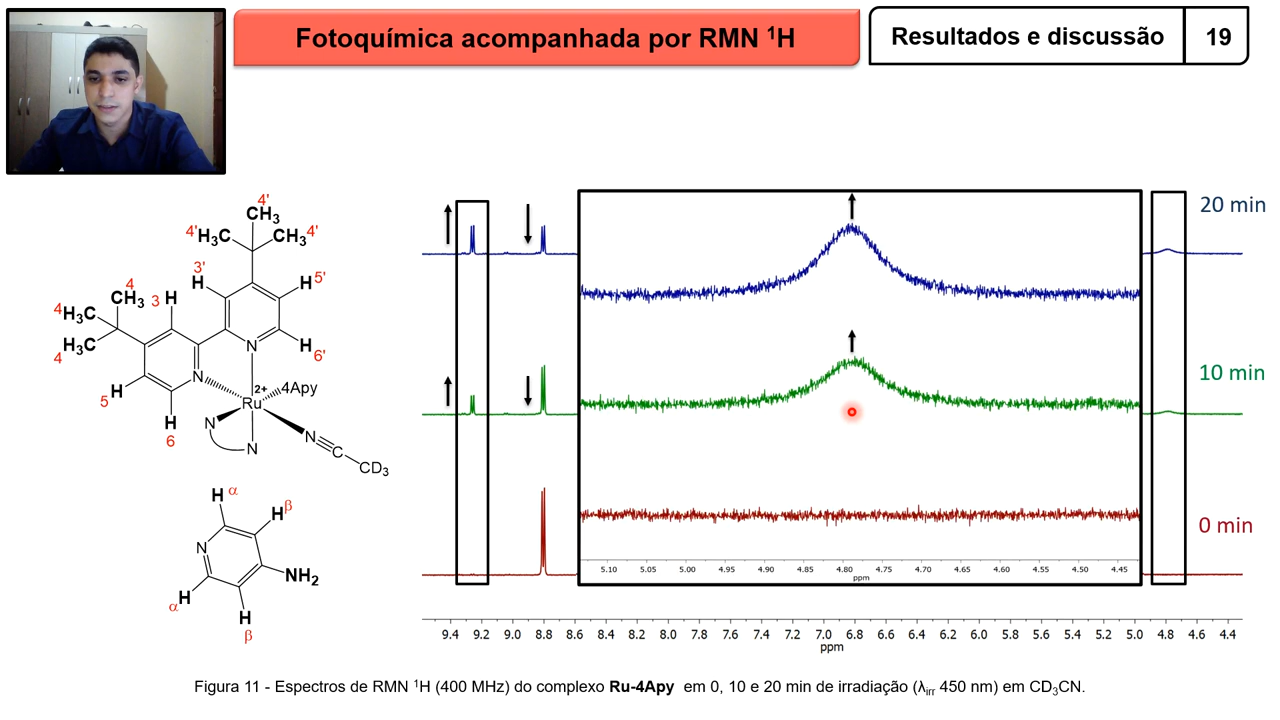 Fotoquímica acompanhada por RMN ¹H
Resultados e discussão
19
4'
CH₃
4' H₃C
CH₃ 4'
3'
H
H 5'
4
CH₃
3 H
4 H₃C
H₃C
4
N
H 6'
N
H
5
H
6
Ru
2+
4Apy
N
N
N
C
CD₃
H α
H β
N
NH₂
H
α
H
β
20 min
10 min
0 min
5.10 5.05 5.00 4.95 4.90 4.85 4.80 4.75 4.70 4.65 4.60 4.55 4.50 4.45
ppm
9.4 9.2 9.0 8.8 8.6 8.4 8.2 8.0 7.8 7.6 7.4 7.2 7.0 6.8 6.6 6.4 6.2 6.0 5.8 5.6 5.4 5.2 5.0 4.8 4.6 4.4
ppm
Figura 11 - Espectros de RMN ¹H (400 MHz) do complexo Ru-4Apy em 0, 10 e 20 min de irradiação (λirr 450 nm) em CD₃CN.